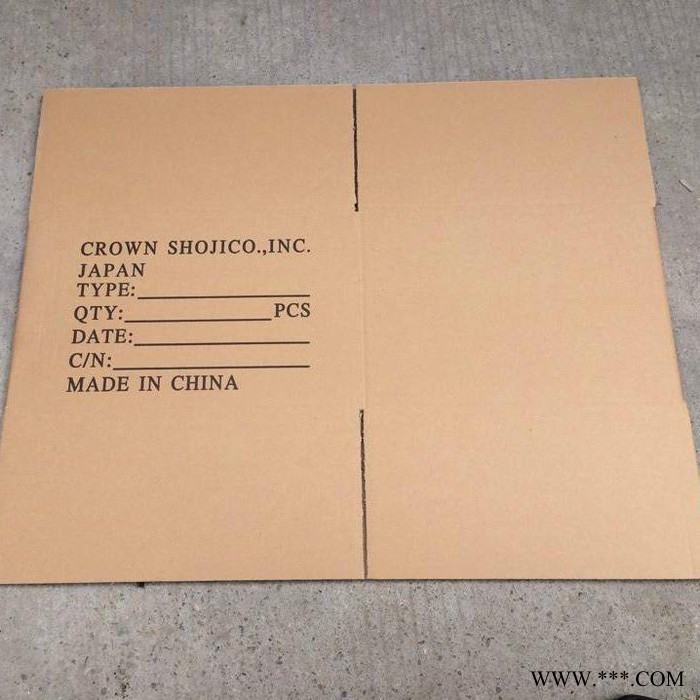 CROWN SHOJICO.,INC.
JAPAN
TYPE:
QTY: PCS
DATE:
C/N:
MADE IN CHINA
WWW.***.COM